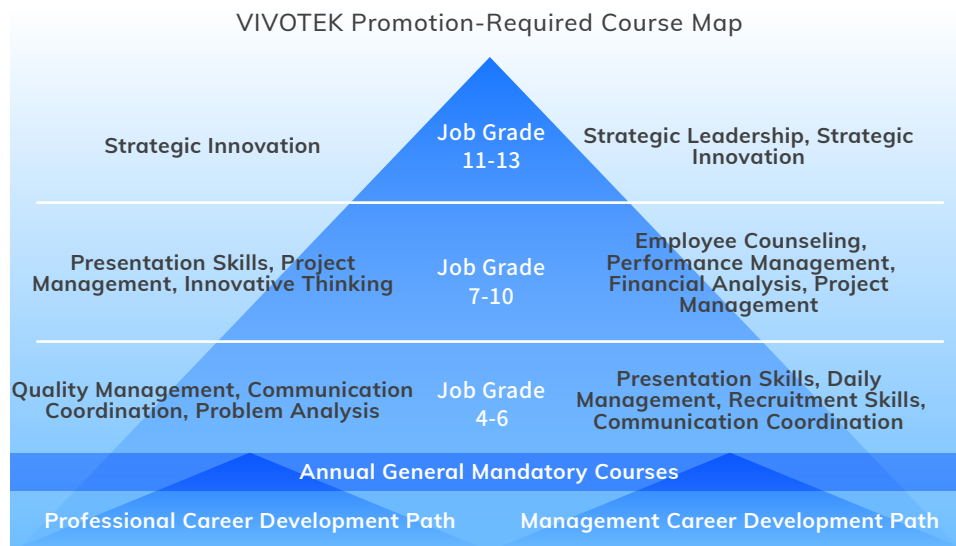 VIVOTEK Promotion-Required Course Map
Strategic Innovation
Job Grade
11-13
Strategic Leadership, Strategic
Innovation
Presentation Skills, Project
Management, Innovative Thinking
Job Grade
7-10
Employee Counseling,
Performance Management,
Financial Analysis, Project
Management
Quality Management, Communication
Coordination, Problem Analysis
Job Grade
4-6
Presentation Skills, Daily
Management, Recruitment Skills,
Communication Coordination
Annual General Mandatory Courses
Professional Career Development Path
Management Career Development Path